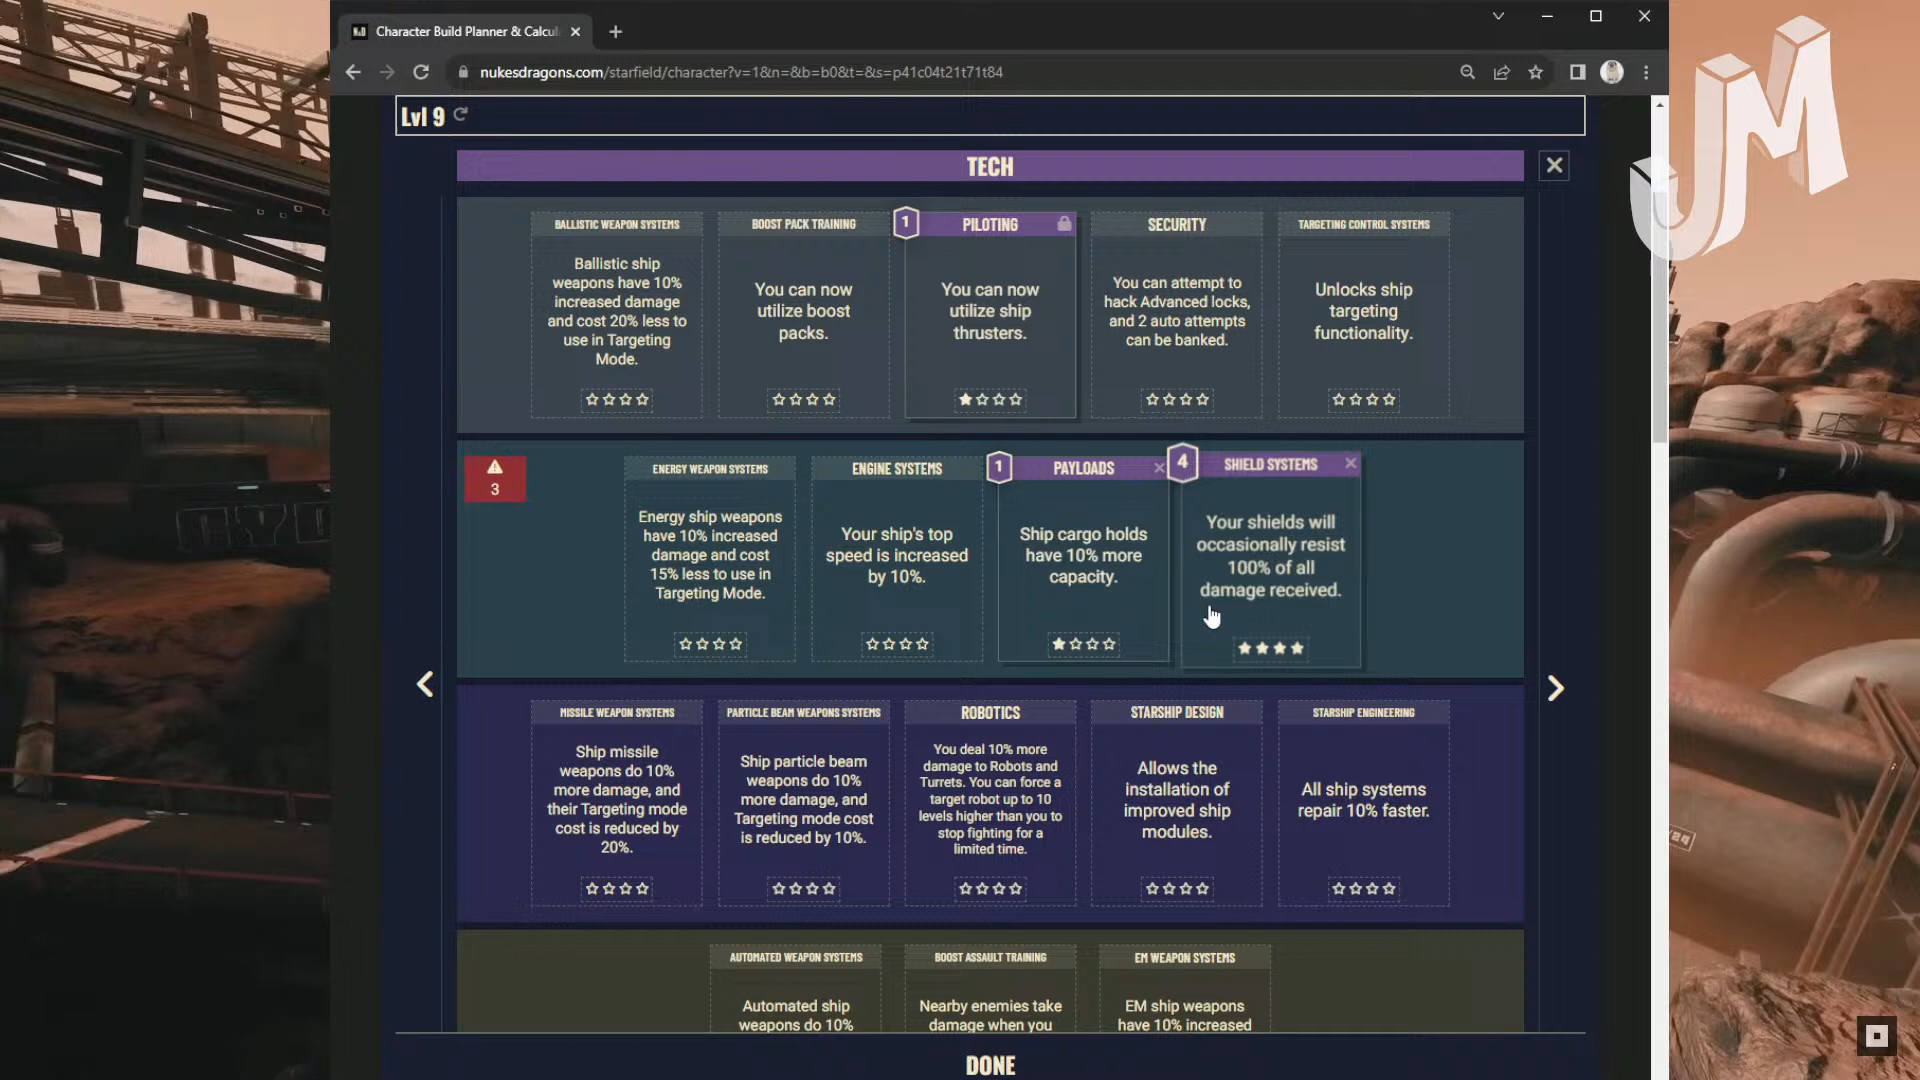 Character Build Planner & Calcul
nukesdragons.com/starfield/character?v=1&n=&b=b0&t=&s=p41c04t21t71t84
JM
Lvl 9
TECH
BALLISTIC WEAPON SYSTEMS
Ballistic ship
weapons have 10%
increased damage
and cost 20% less to
use in Targeting
Mode.
BOOST PACK TRAINING
You can now
utilize boost
packs.
1
PILOTING
You can now
utilize ship
thrusters.
SECURITY
You can attempt to
hack Advanced locks,
and 2 auto attempts
can be banked.
TARGETING CONTROL SYSTEMS
Unlocks ship
targeting
functionality.
3
ENERGY WEAPON SYSTEMS
Energy ship weapons
have 10% increased
damage and cost
15% less to use in
Targeting Mode.
ENGINE SYSTEMS
Your ship's top
speed is increased
by 10%.
1
PAYLOADS
Ship cargo holds
have 10% more
capacity.
4
SHIELD SYSTEMS
Your shields will
occasionally resist
100% of all
damage received.
MISSILE WEAPON SYSTEMS
Ship missile
weapons do 10%
more damage, and
their Targeting mode
cost is reduced by
20%.
PARTICLE BEAM WEAPONS SYSTEMS
Ship particle beam
weapons do 10%
more damage, and
Targeting mode cost
is reduced by 10%.
ROBOTICS
You deal 10% more
damage to Robots and
Turrets. You can force a
target robot up to 10
levels higher than you to
stop fighting for a
limited time.
STARSHIP DESIGN
Allows the
installation of
improved ship
modules.
STARSHIP ENGINEERING
All ship systems
repair 10% faster.
AUTOMATED WEAPON SYSTEMS
Automated ship
weapons do 10%
BOOST ASSAULT TRAINING
Nearby enemies take
damage when you
EM WEAPON SYSTEMS
EM ship weapons
have 10% increased
DONE